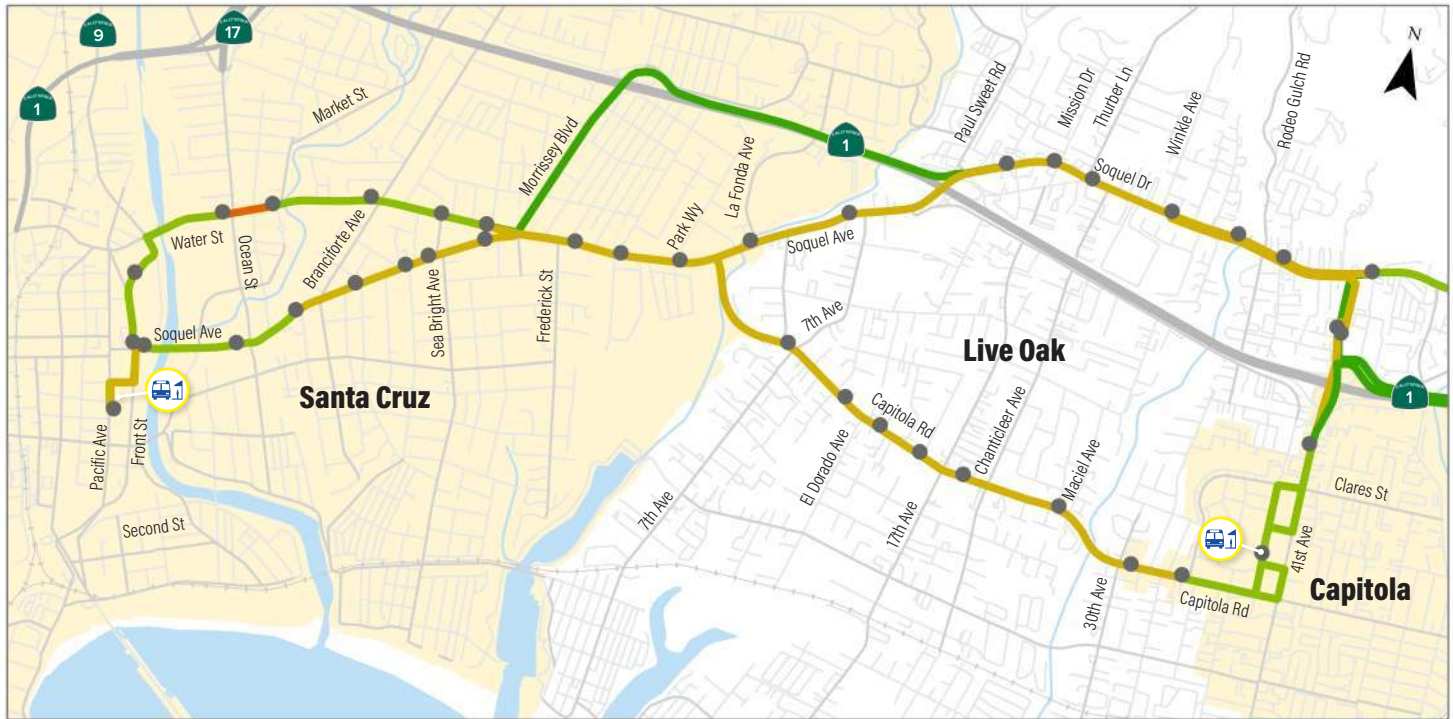 9
17
N
1
Market St
Morrissey Blvd
La Fonda Ave
CALIFORNIA
1
Paul Sweet Rd
Mission Dr
Thurber Ln
Winkle Ave
Rodeo Gulch Rd
Soquel Dr
Water St
Ocean St
Branciforte Ave
Park Wy
Soquel Ave
Sea Bright Ave
Frederick St
7th Ave
Soquel Ave
Live Oak
Santa Cruz
1
Pacific Ave
Front St
Capitola Rd
El Dorado Ave
Chanticleer Ave
Maciel Ave
Clares St
Second St
7th Ave
17th Ave
41st Ave
30th Ave
Capitola Rd
Capitola